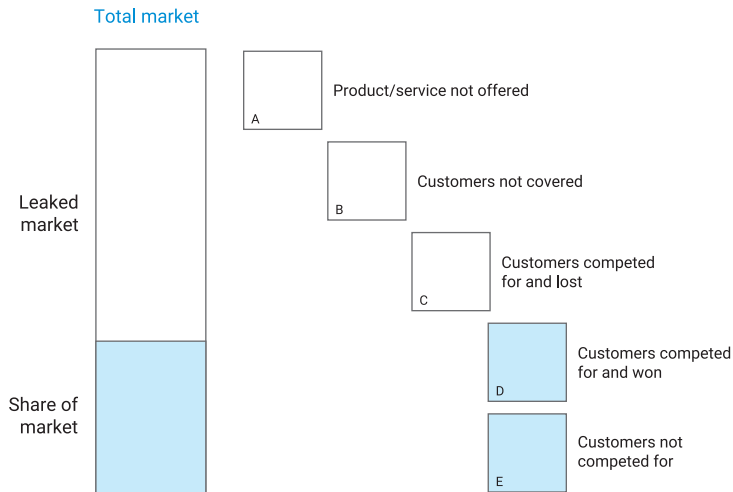 Total market
Leaked
market
Share of
market
A
Product/service not offered
B
Customers not covered
C
Customers competed
for and lost
D
Customers competed
for and won
E
Customers not
competed for